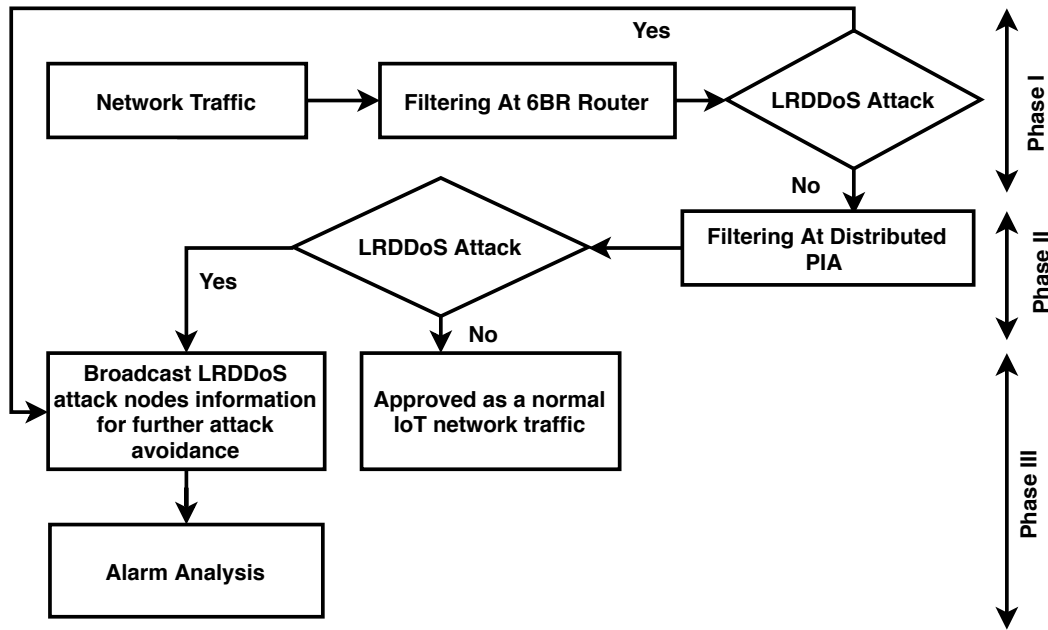 Yes
Network Traffic
Filtering At 6BR Router
LRDDoS Attack
Phase I
No
LRDDoS Attack
Filtering At Distributed
PIA
Phase II
Yes
No
Broadcast LRDDoS
attack nodes information
for further attack
avoidance
Approved as a normal
IoT network traffic
Phase III
Alarm Analysis